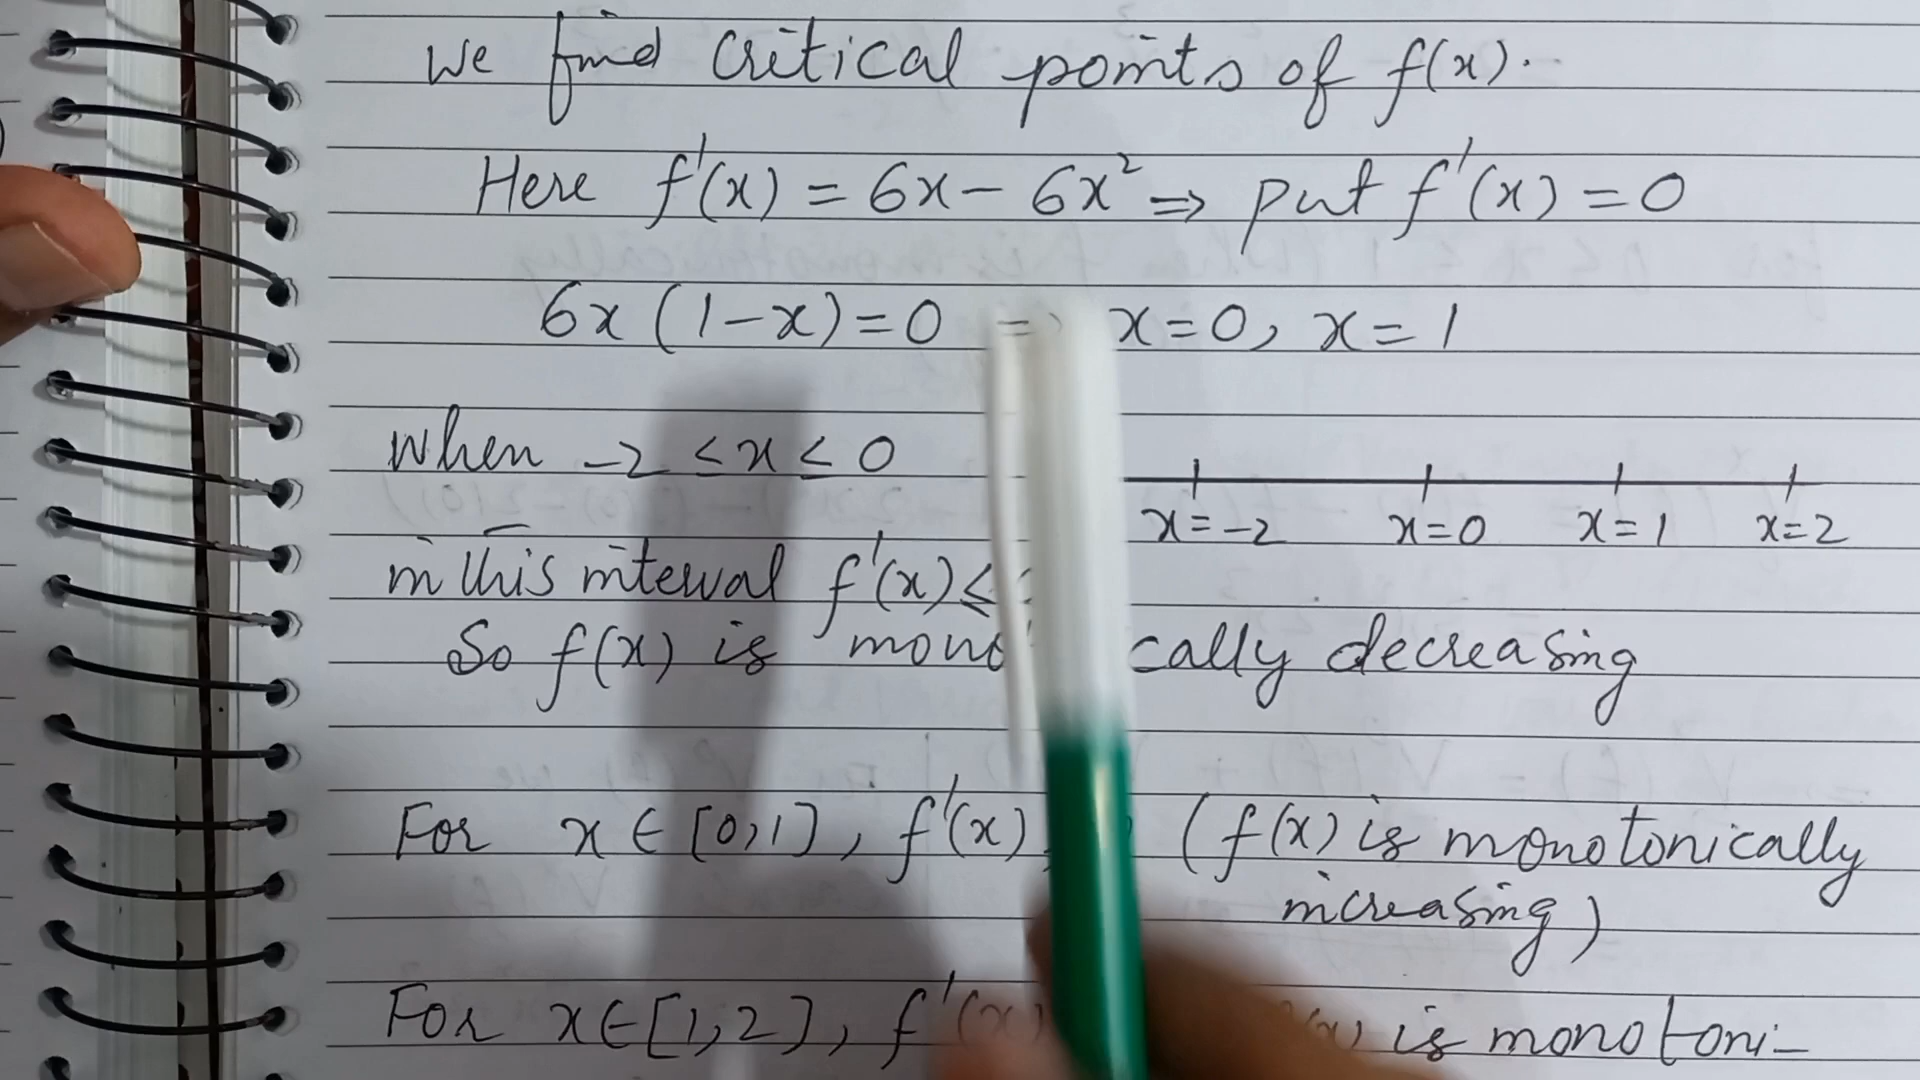 We find critical points of f(x).
Here f'(x) = 6x - 6x² ⇒ put f'(x) = 0
6x (1-x) = 0 ⇒ x=0, x=1
When -2 ≤ x ≤ 0
x=-2 x=0 x=1 x=2
in this interval f'(x) ≤
So f(x) is decreasing
For x ∈ [0,1], f'(x) (f(x) is monotonically
increasing)
For x ∈ [1,2], f'(x) is monotoni-